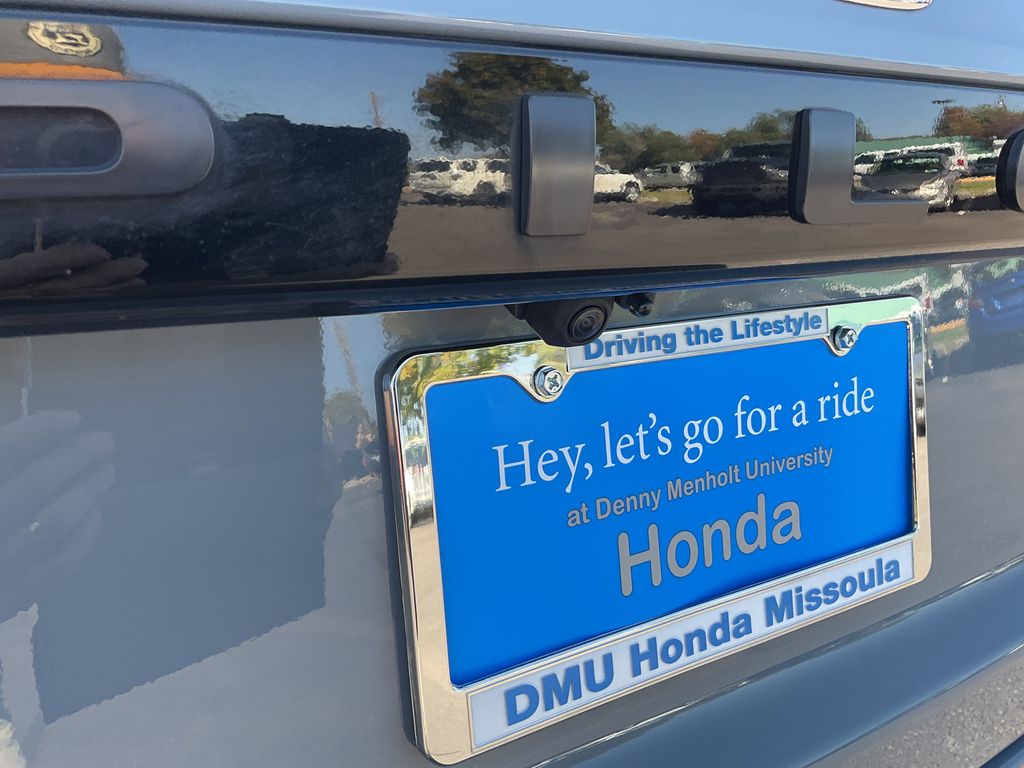 I L
Driving the Lifestyle
Hey, let's go for a ride
at Denny Menholt University
Honda
DMU Honda Missoula